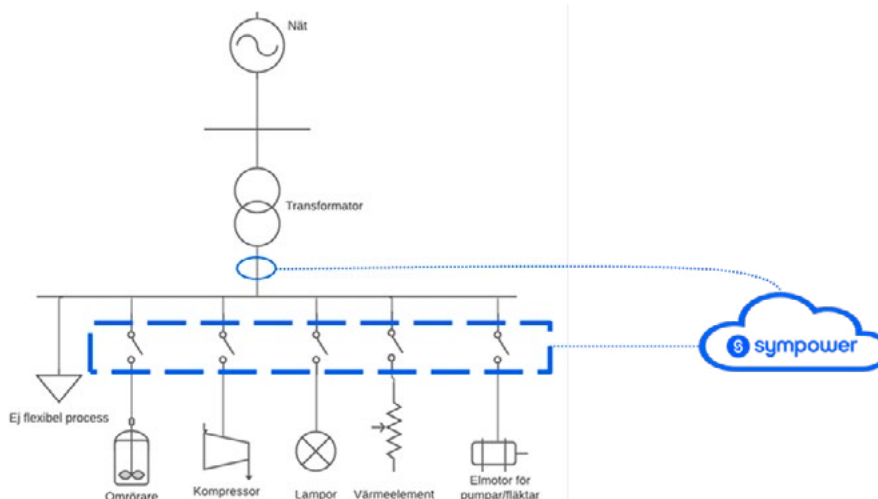 Nät
Transformator
sympower
Ej flexibel process
Omrörare
Kompressor
Lampor
Värmeelement
Elmotor för
pumpar/fläktar